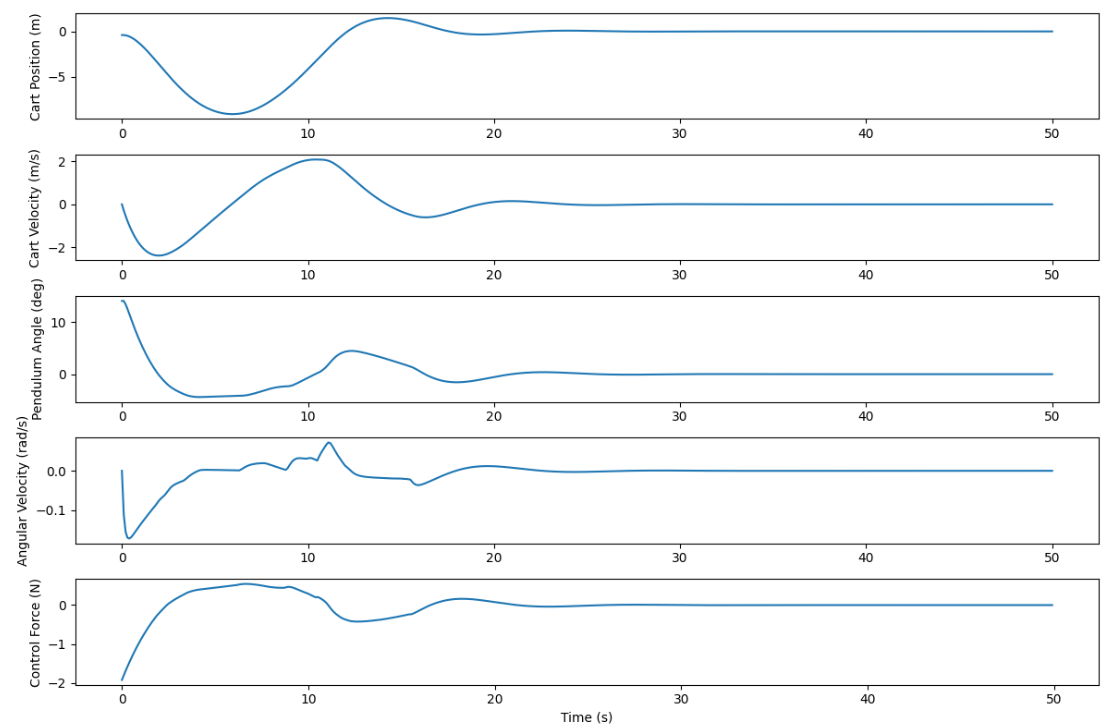 Cart Position (m)
0
−5
0 10 20 30 40 50
Cart Velocity (m/s)
2
0
−2
0 10 20 30 40 50
Pendulum Angle (deg)
10
0
0 10 20 30 40 50
Angular Velocity (rad/s)
0.0
−0.1
0 10 20 30 40 50
Control Force (N)
0
−1
−2
0 10 20 30 40 50
Time (s)